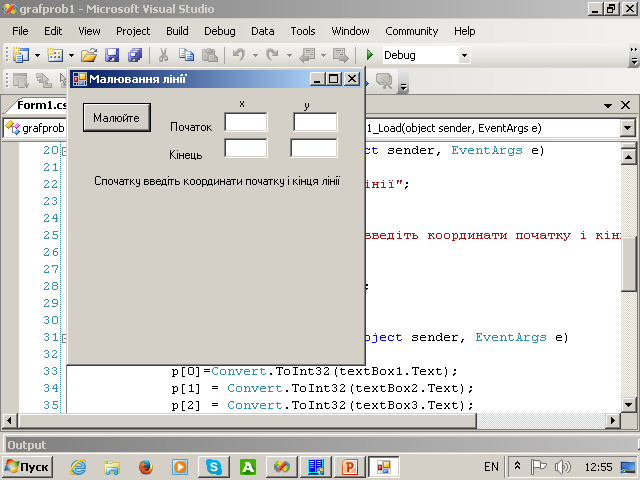 grafprob1 - Microsoft Visual Studio
File Edit View Project Build Debug Data Tools Window Community Help
Debug
Малювання лінії
Form1.cs
grafprob
1_Load(object sender, EventArgs e)
x y
Малюйте
Початок
Кінець
Спочатку введіть координати початку і кінця лінії
20 ject sender, EventArgs e)
21
22 інії";
23
24
25 введіть координати початку і кін
26
27
28 ;
29
30
31 object sender, EventArgs e)
32
33 p[0]=Convert.ToInt32(textBox1.Text);
34 p[1] = Convert.ToInt32(textBox2.Text);
35 p[2] = Convert.ToInt32(textBox3.Text);
Output
Пуск EN 12:55